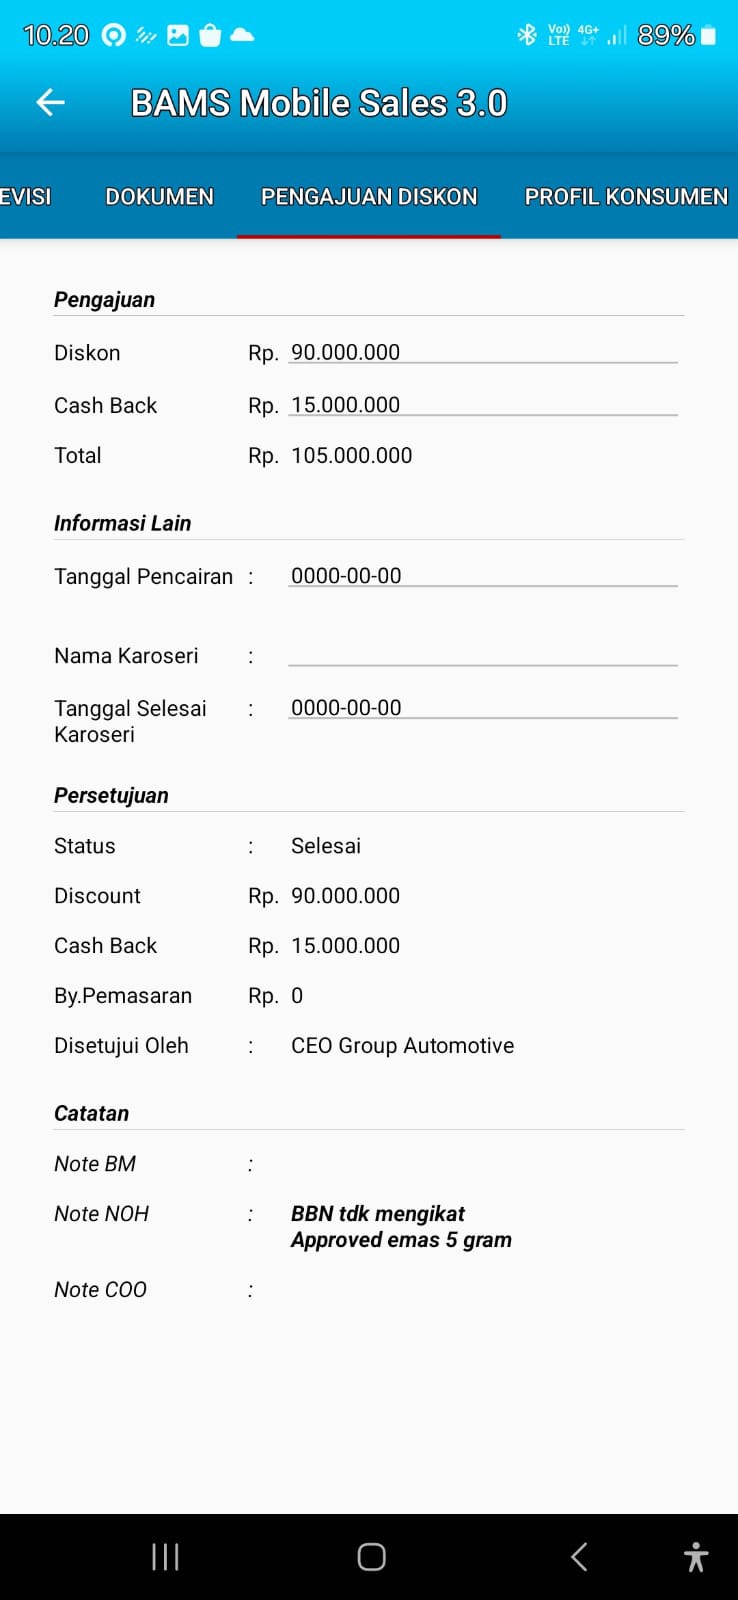 10.20
Vo)) LTE 4G+ 89%
BAMS Mobile Sales 3.0
EVISI DOKUMEN PENGAJUAN DISKON PROFIL KONSUMEN
Pengajuan
Diskon Rp. 90.000.000
Cash Back Rp. 15.000.000
Total Rp. 105.000.000
Informasi Lain
Tanggal Pencairan : 0000-00-00
Nama Karoseri :
Tanggal Selesai : 0000-00-00
Karoseri
Persetujuan
Status : Selesai
Discount Rp. 90.000.000
Cash Back Rp. 15.000.000
By.Pemasaran Rp. 0
Disetujui Oleh : CEO Group Automotive
Catatan
Note BM :
Note NOH : BBN tdk mengikat
Approved emas 5 gram
Note COO :